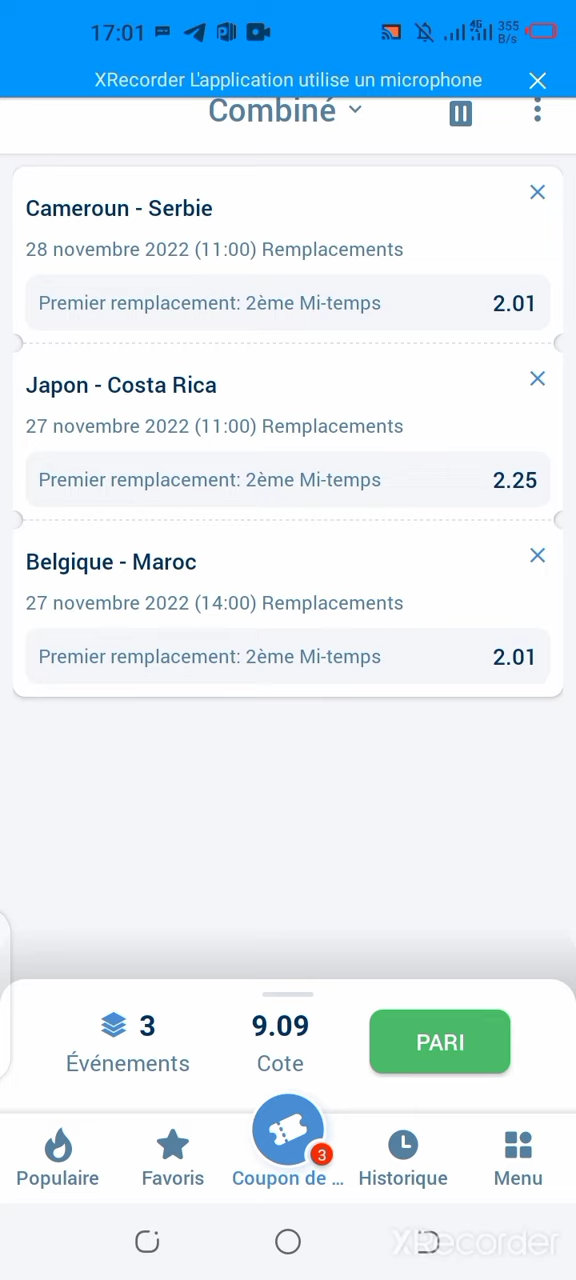 17:01 4G 355 B/s
XRecorder L'application utilise un microphone
Combiné
Cameroun - Serbie
28 novembre 2022 (11:00) Remplacements
Premier remplacement: 2ème Mi-temps 2.01
Japon - Costa Rica
27 novembre 2022 (11:00) Remplacements
Premier remplacement: 2ème Mi-temps 2.25
Belgique - Maroc
27 novembre 2022 (14:00) Remplacements
Premier remplacement: 2ème Mi-temps 2.01
3 9.09 PARI
Événements Cote
3
Populaire Favoris Coupon de ... Historique Menu
XRecorder